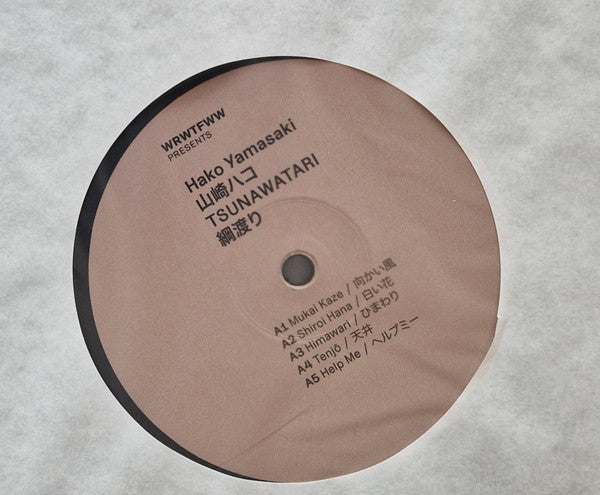 WRWTFWW
PRESENTS
Hako Yamasaki
山崎ハコ
TSUNAWATARI
綱渡り
A1 Mukai Kaze / 向かい風
A2 Shiroi Hana / 白い花
A3 Himawari / ひまわり
A4 Tenjō / 天井
A5 Help Me / ヘルプミー